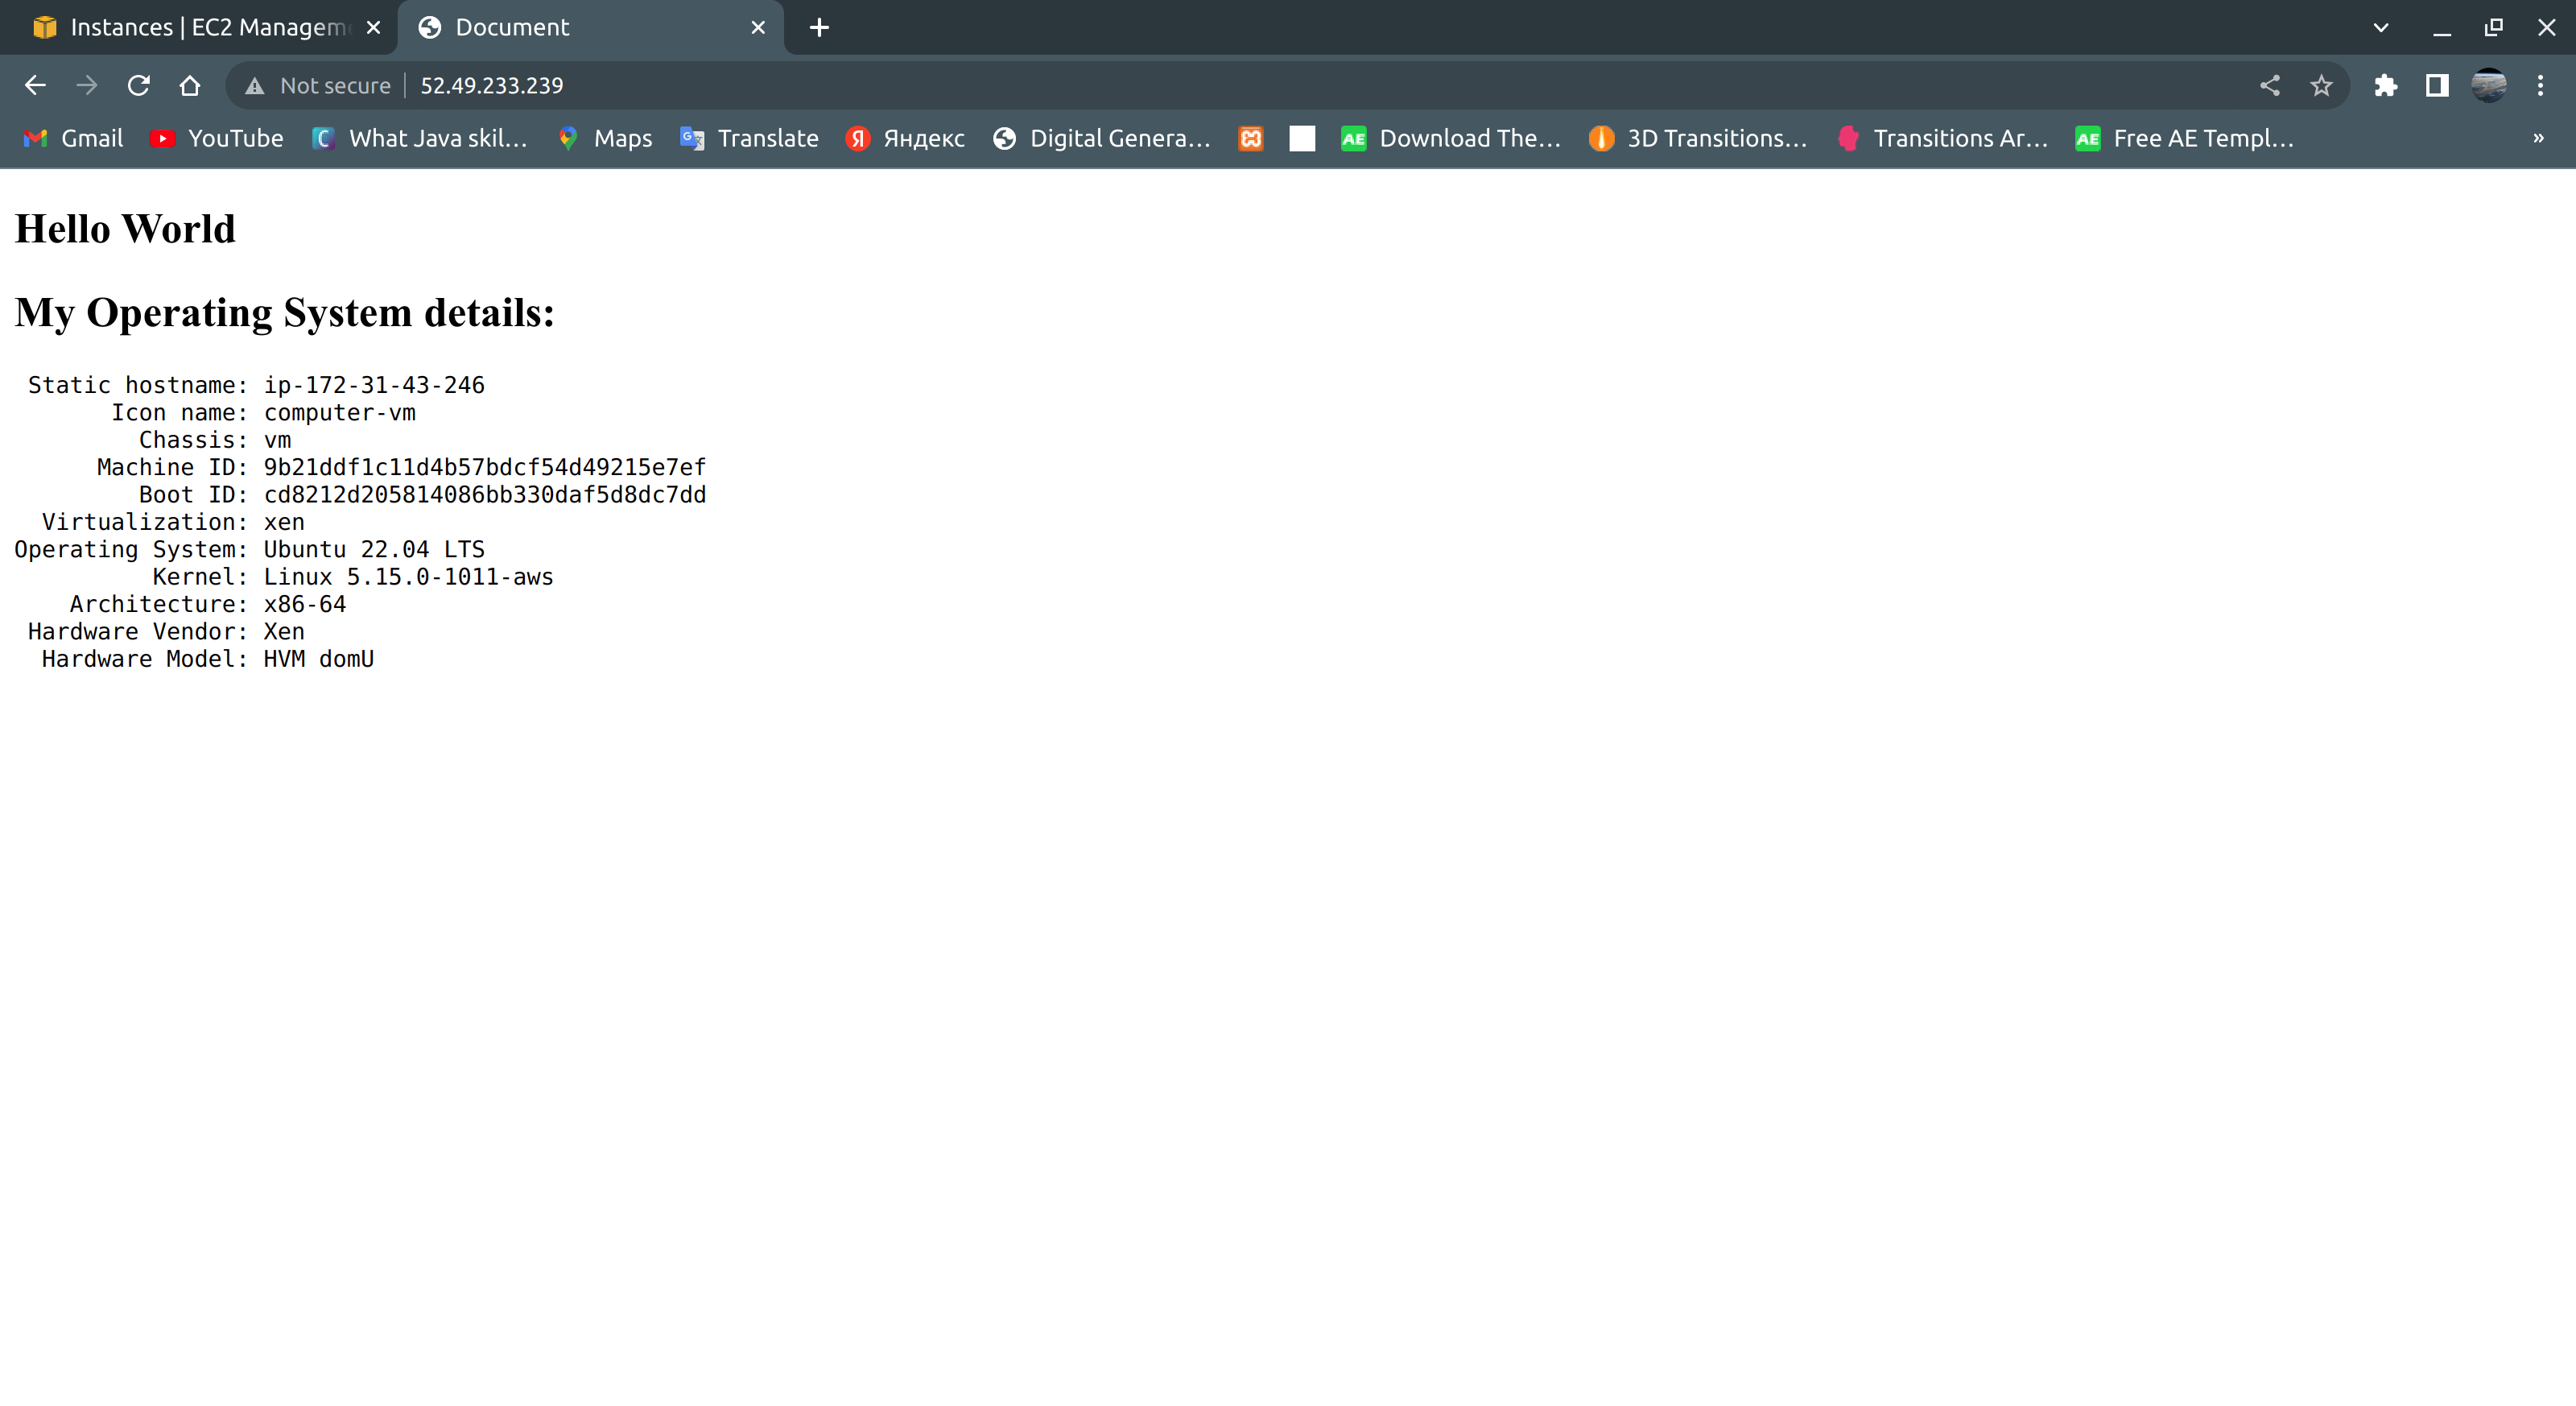 Instances | EC2 Managem
Document
Not secure
52.49.233.239
Gmail
YouTube
What Java skil...
Maps
Translate
Яндекс
Digital Genera...
Download The...
3D Transitions...
Transitions Ar...
Free AE Templ...
»
Hello World
My Operating System details:
Static hostname: ip-172-31-43-246
Icon name: computer-vm
Chassis: vm
Machine ID: 9b21ddf1c11d4b57bdcf54d49215e7ef
Boot ID: cd8212d205814086bb330daf5d8dc7dd
Virtualization: xen
Operating System: Ubuntu 22.04 LTS
Kernel: Linux 5.15.0-1011-aws
Architecture: x86-64
Hardware Vendor: Xen
Hardware Model: HVM domU